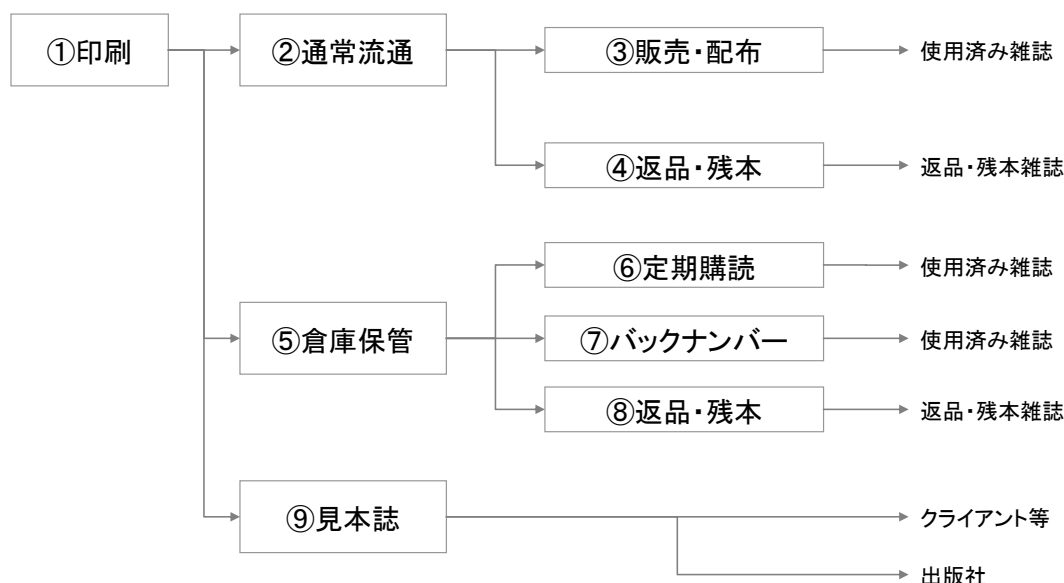 ①印刷
②通常流通
③販売・配布
使用済み雑誌
④返品・残本
返品・残本雑誌
⑤倉庫保管
⑥定期購読
使用済み雑誌
⑦バックナンバー
使用済み雑誌
⑧返品・残本
返品・残本雑誌
⑨見本誌
クライアント等
出版社